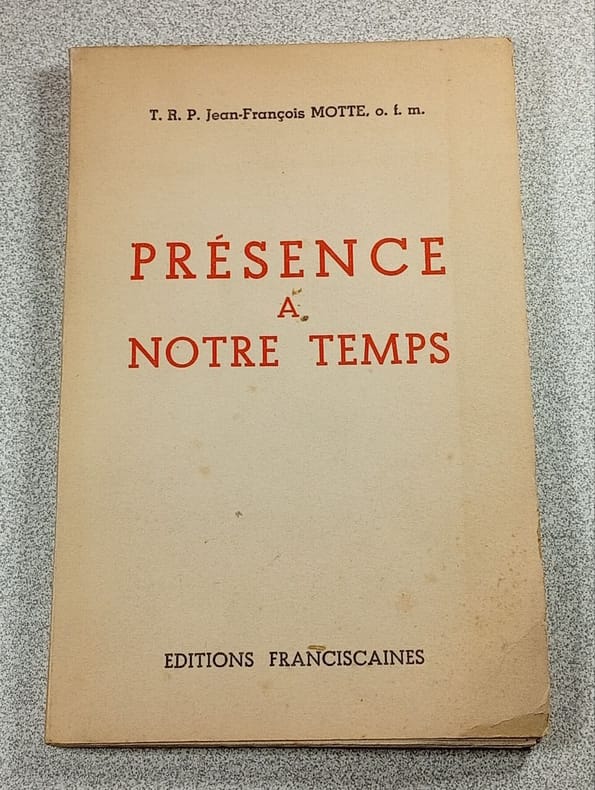 T. R. P. Jean-François MOTTE, o. f. m.
PRÉSENCE
A
NOTRE TEMPS
EDITIONS FRANCISCAINES